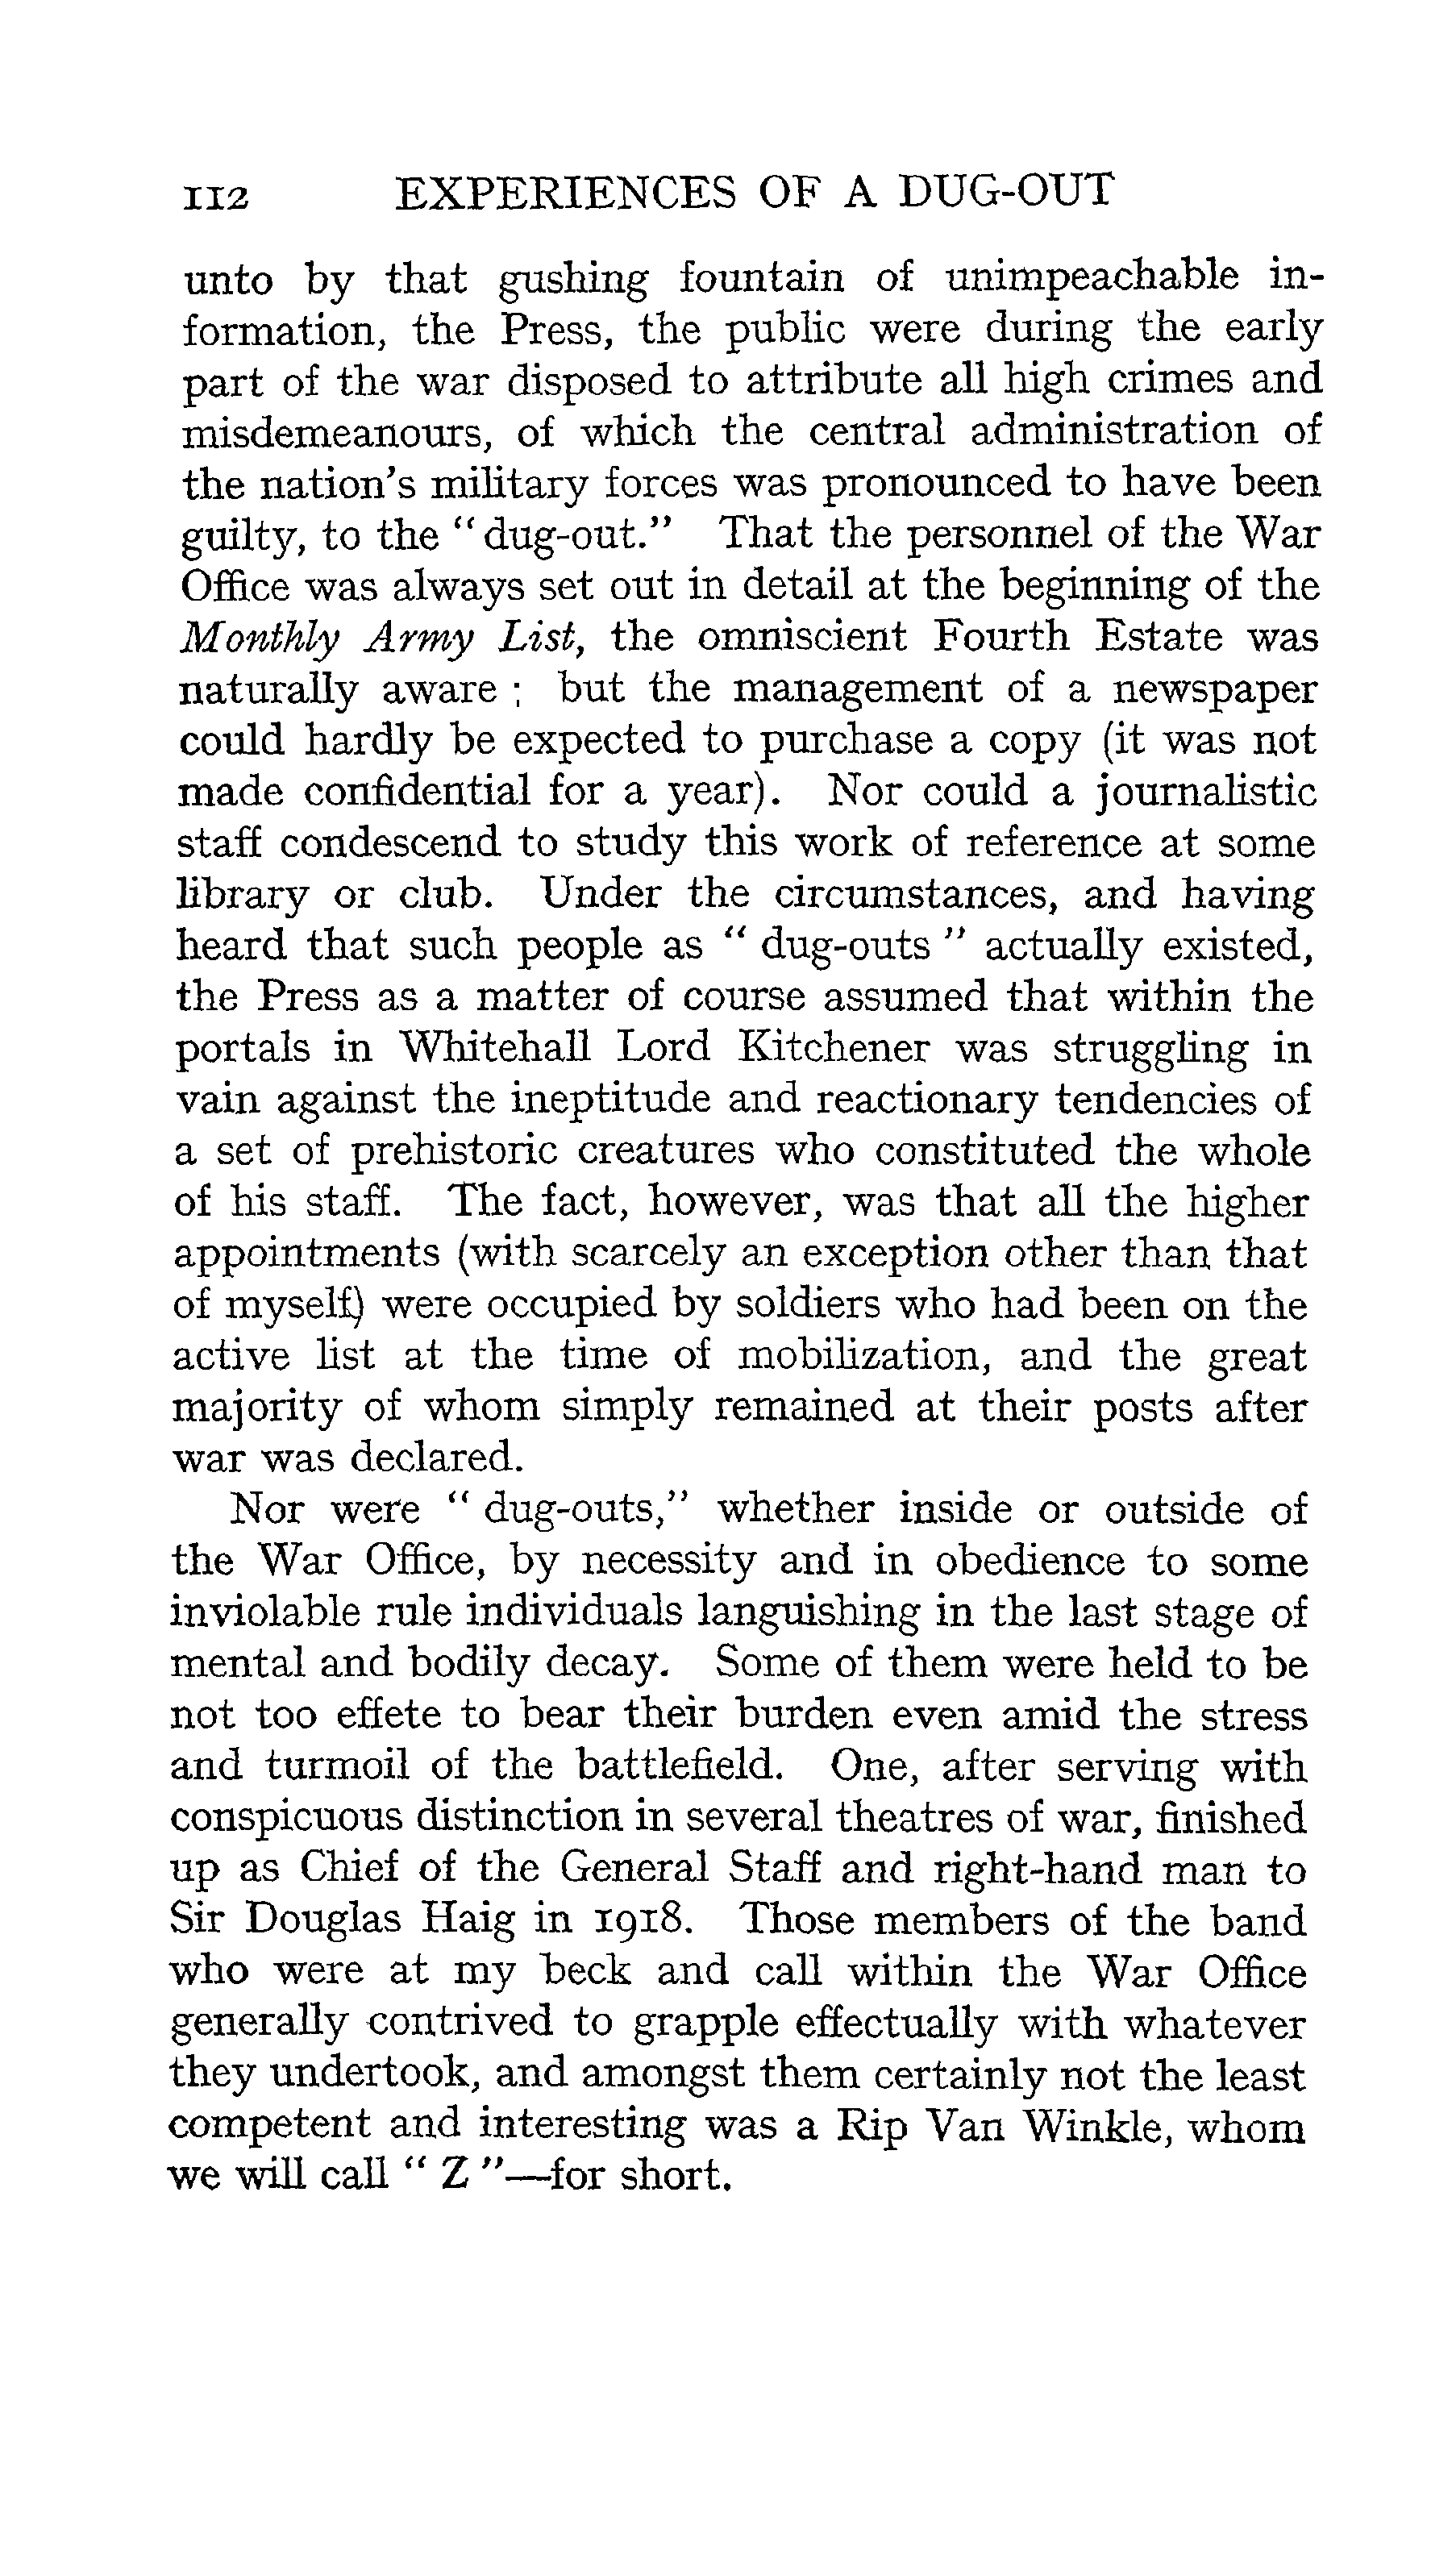 112 EXPERIENCES OF A DUG-OUT
unto by that gushing fountain of unimpeachable in-
formation, the Press, the public were during the early
part of the war disposed to attribute all high crimes and
misdemeanours, of which the central administration of
the nation's military forces was pronounced to have been
guilty, to the “dug-out.” That the personnel of the War
Office was always set out in detail at the beginning of the
Monthly Army List, the omniscient Fourth Estate was
naturally aware ; but the management of a newspaper
could hardly be expected to purchase a copy (it was not
made confidential for a year). Nor could a journalistic
staff condescend to study this work of reference at some
library or club. Under the circumstances, and having
heard that such people as “ dug-outs ” actually existed,
the Press as a matter of course assumed that within the
portals in Whitehall Lord Kitchener was struggling in
vain against the ineptitude and reactionary tendencies of
a set of prehistoric creatures who constituted the whole
of his staff. The fact, however, was that all the higher
appointments (with scarcely an exception other than that
of myself) were occupied by soldiers who had been on the
active list at the time of mobilization, and the great
majority of whom simply remained at their posts after
war was declared.
Nor were “ dug-outs,” whether inside or outside of
the War Office, by necessity and in obedience to some
inviolable rule individuals languishing in the last stage of
mental and bodily decay. Some of them were held to be
not too effete to bear their burden even amid the stress
and turmoil of the battlefield. One, after serving with
conspicuous distinction in several theatres of war, finished
up as Chief of the General Staff and right-hand man to
Sir Douglas Haig in 1918. Those members of the band
who were at my beck and call within the War Office
generally contrived to grapple effectually with whatever
they undertook, and amongst them certainly not the least
competent and interesting was a Rip Van Winkle, whom
we will call “ Z ”—for short.